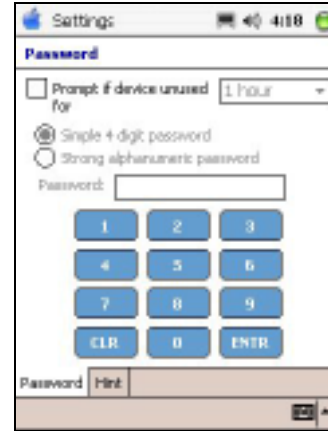 Settings 4:18
Password
Prompt if device unused 1 hour
for
Simple 4 digit password
Strong alphanumeric password
Password:
1 2 3
4 5 6
7 8 9
CLR 0 ENTR
Password Hint